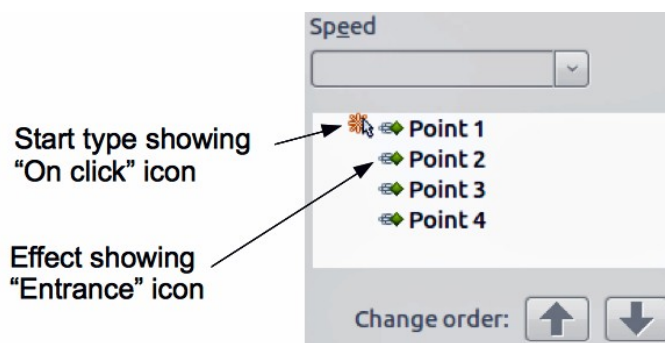 Speed
Point 1
Start type showing
“On click” icon
Point 2
Point 3
Point 4
Effect showing
“Entrance” icon
Change order: